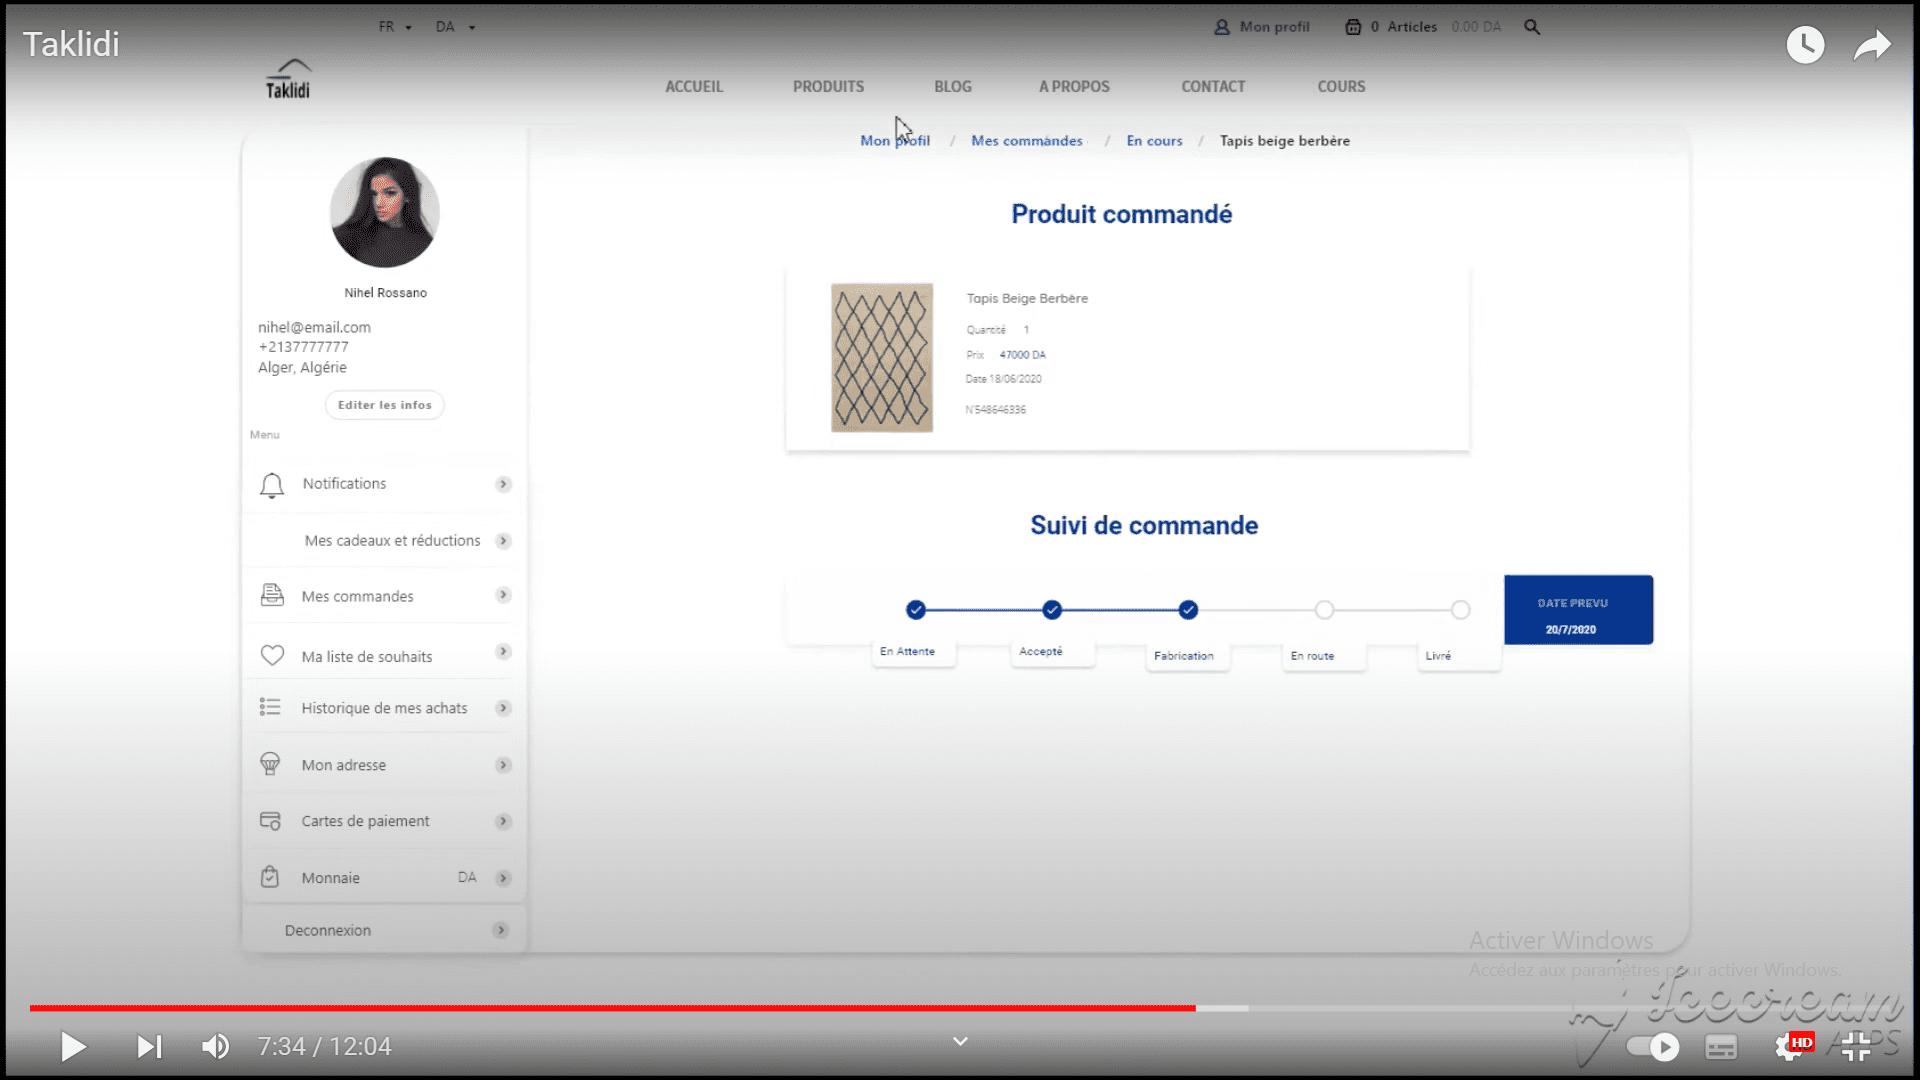 Taklidi
FR DA
Mon profil 0 Articles 0.00 DA
Taklidi
ACCUEIL PRODUITS BLOG A PROPOS CONTACT COURS
Mon profil / Mes commandes / En cours / Tapis beige berbère
Nihel Rossano
nihel@email.com
+2137777777
Alger, Algérie
Editer les infos
Menu
Notifications
Mes cadeaux et réductions
Mes commandes
Ma liste de souhaits
Historique de mes achats
Mon adresse
Cartes de paiement
Monnaie DA
Deconnexion
Produit commandé
Tapis Beige Berbère
Quantité 1
Prix 47000 DA
Date 18/06/2020
N°548646336
Suivi de commande
En Attente
Accepté
Fabrication
En route
Livré
DATE PREVU
20/7/2020
Activer Windows
Accédez aux paramètres pour activer Windows.
Icecream
APPS
7:34 / 12:04
HD